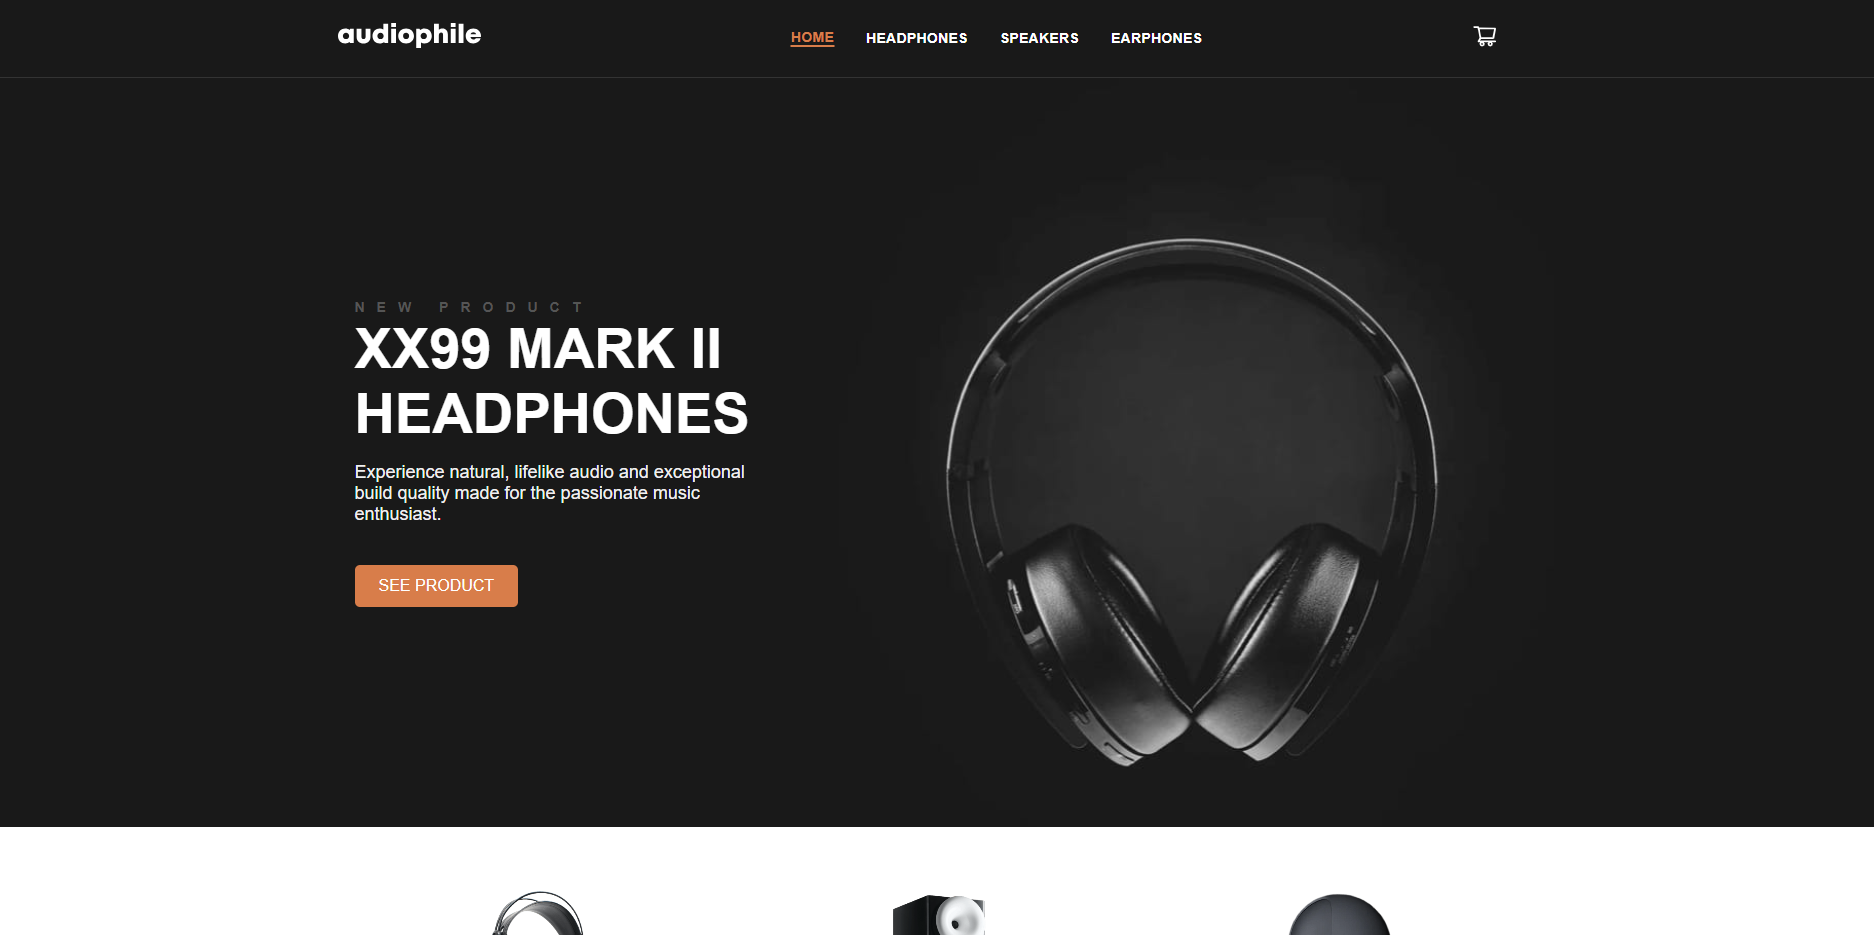 audiophile
HOME HEADPHONES SPEAKERS EARPHONES
NEW PRODUCT
XX99 MARK II
HEADPHONES
Experience natural, lifelike audio and exceptional
build quality made for the passionate music
enthusiast.
SEE PRODUCT